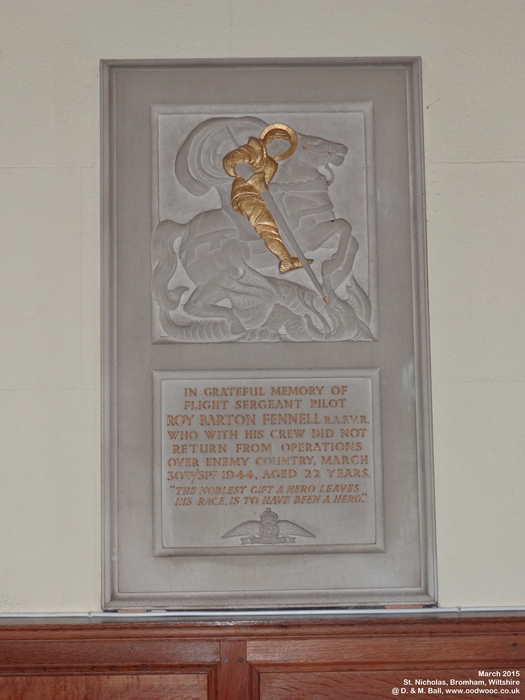 IN GRATEFUL MEMORY OF
FLIGHT SERGEANT PILOT
ROY BARTON FENNELL R.A.F.V.R.
WHO WITH HIS CREW DID NOT
RETURN FROM OPERATIONS
OVER ENEMY COUNTRY, MARCH
30TH/31ST 1944, AGED 22 YEARS.
"THE NOBLEST GIFT A HERO LEAVES
HIS RACE, IS TO HAVE BEEN A HERO."
March 2015
St. Nicholas, Bromham, Wiltshire
@ D. & M. Ball, www.oodwooc.co.uk